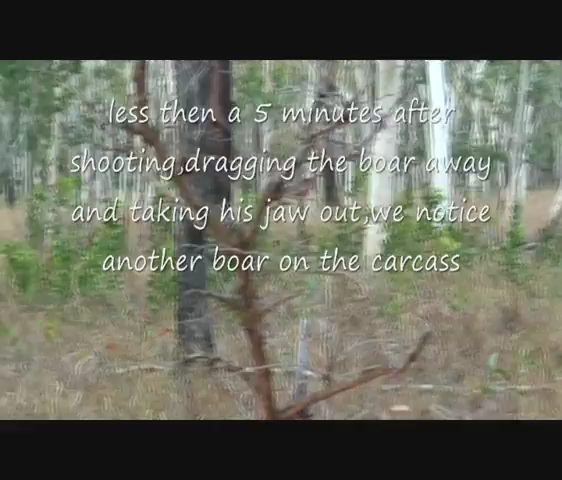 less then a 5 minutes after
shooting,dragging the boar away
and taking his jaw out,we notice
another boar on the carcass